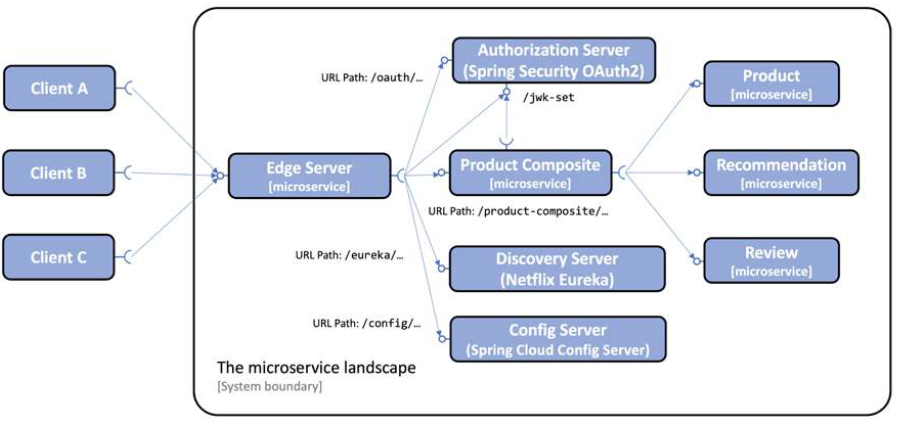 Client A
Client B
Client C
Edge Server
[microservice]
URL Path: /oauth/…
Authorization Server
(Spring Security OAuth2)
/jwk-set
Product Composite
[microservice]
URL Path: /product-composite/…
URL Path: /eureka/…
Discovery Server
(Netflix Eureka)
URL Path: /config/…
Config Server
(Spring Cloud Config Server)
Product
[microservice]
Recommendation
[microservice]
Review
[microservice]
The microservice landscape
[System boundary]